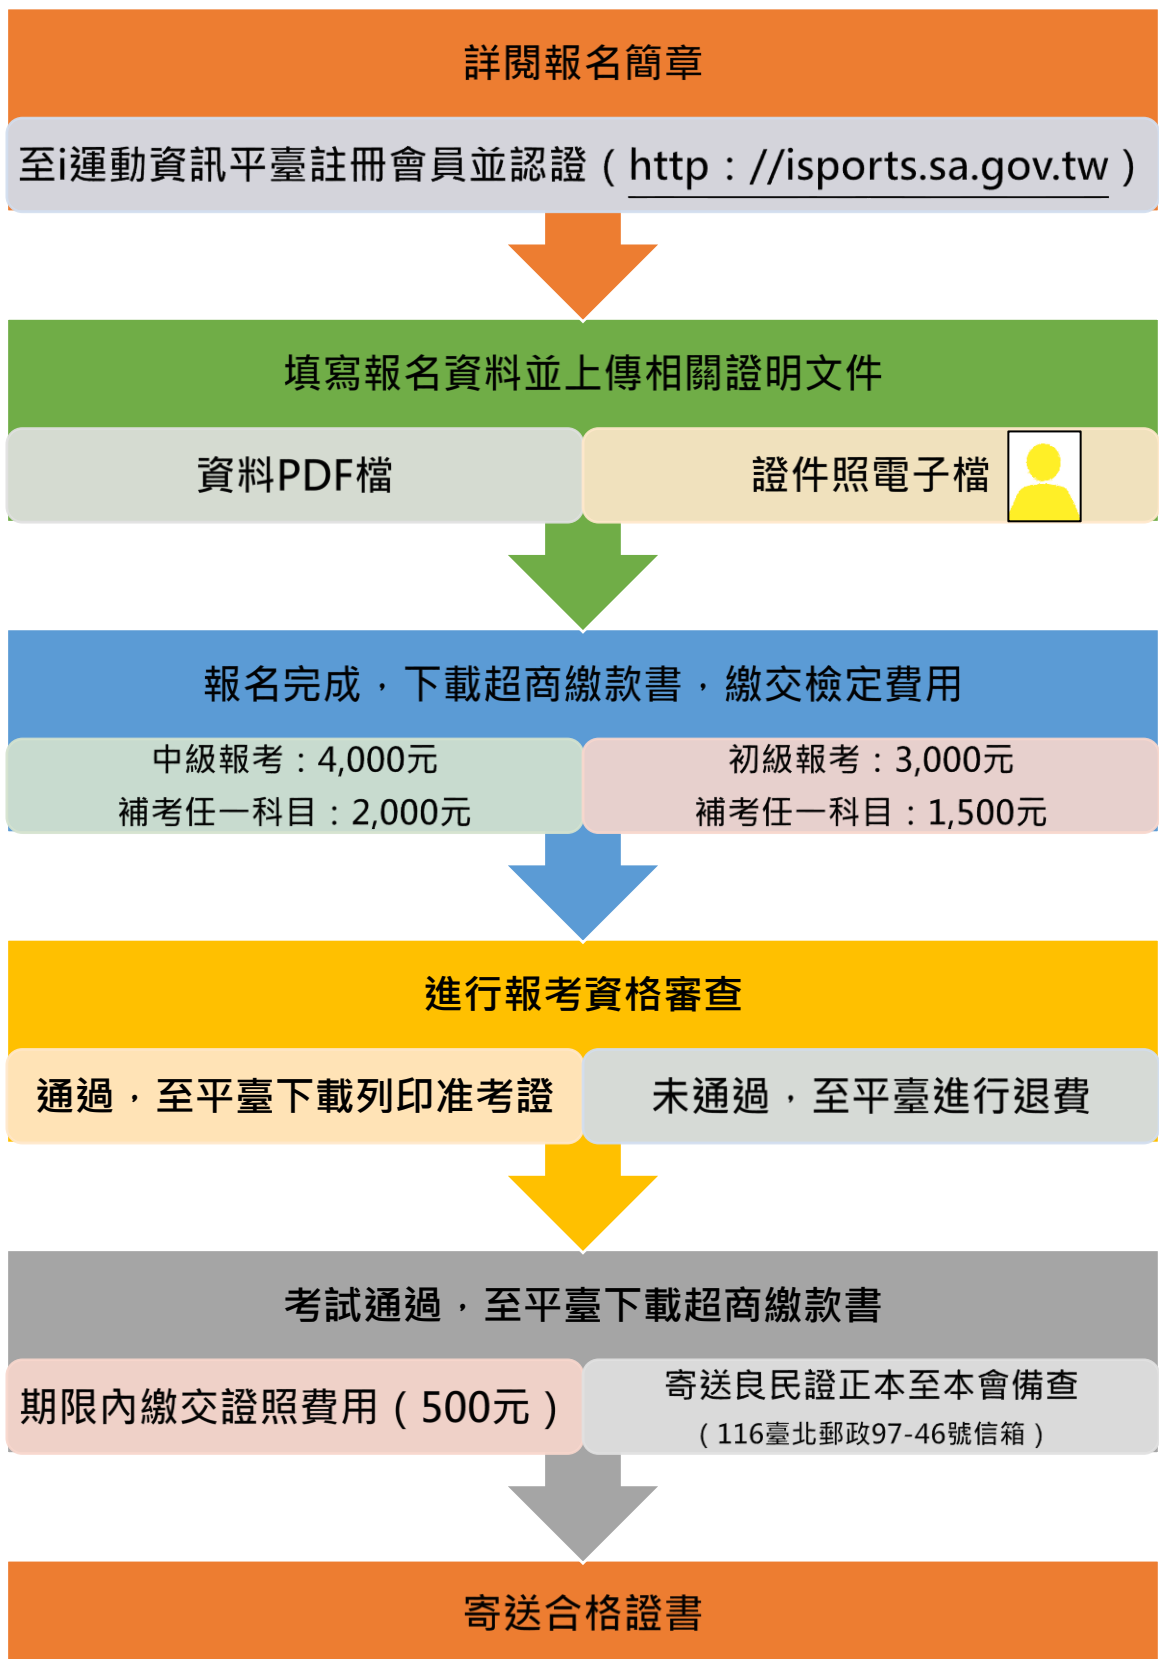 詳閱報名簡章
至i運動資訊平臺註冊會員並認證（http：//isports.sa.gov.tw）
填寫報名資料並上傳相關證明文件
資料PDF檔
證件照電子檔
報名完成，下載超商繳款書，繳交檢定費用
中級報考：4,000元
補考任一科目：2,000元
初級報考：3,000元
補考任一科目：1,500元
進行報考資格審查
通過，至平臺下載列印准考證
未通過，至平臺進行退費
考試通過，至平臺下載超商繳款書
期限內繳交證照費用（500元）
寄送良民證正本至本會備查
（116臺北郵政97-46號信箱）
寄送合格證書